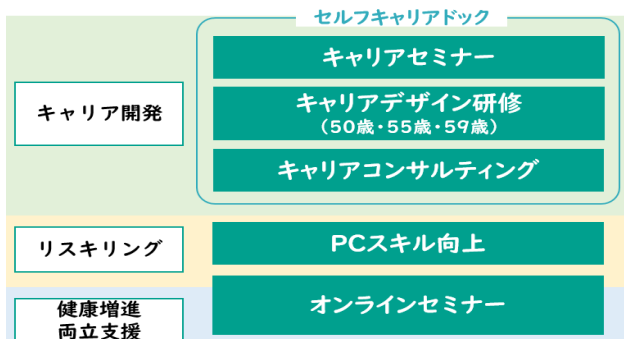 セルフキャリアドック
キャリアセミナー
キャリア開発
キャリアデザイン研修
（50歳・55歳・59歳）
キャリアコンサルティング
リスキリング
PCスキル向上
オンラインセミナー
健康増進
両立支援